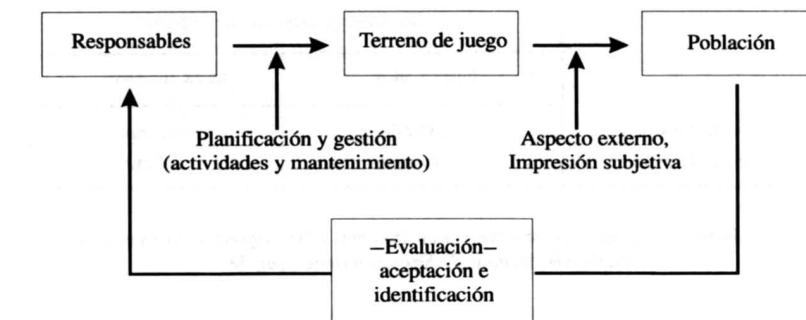 Responsables
Terreno de juego
Población
Planificación y gestión
(actividades y mantenimiento)
Aspecto externo,
Impresión subjetiva
–Evaluación–
aceptación e
identificación